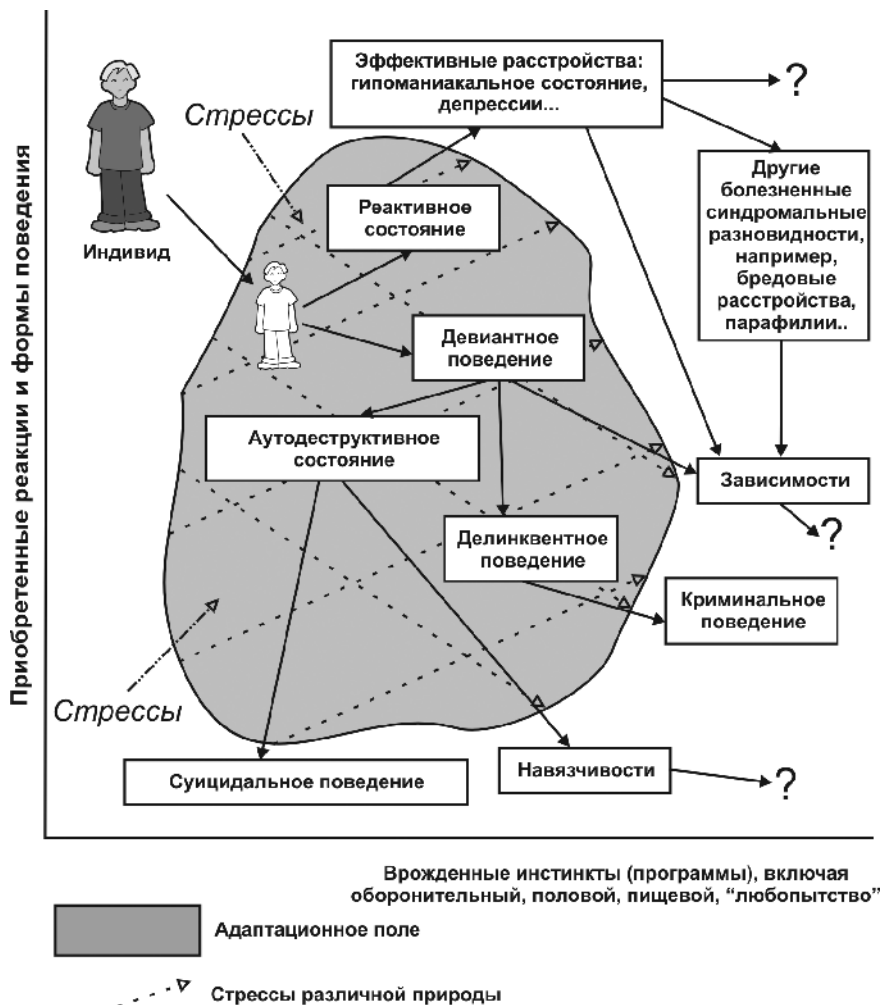 Приобретенные реакции и формы поведения
Эффективные расстройства:
гипоманиакальное состояние,
депрессии...
?
Стрессы
Индивид
Реактивное
состояние
Другие
болезненные
синдромальные
разновидности,
например,
бредовые
расстройства,
парафилии..
Девиантное
поведение
Аутодеструктивное
состояние
Зависимости
?
Делинквентное
поведение
Криминальное
поведение
Стрессы
Суицидальное поведение
Навязчивости
?
Врожденные инстинкты (программы), включая
оборонительный, половой, пищевой, “любопытство”
Адаптационное поле
Стрессы различной природы